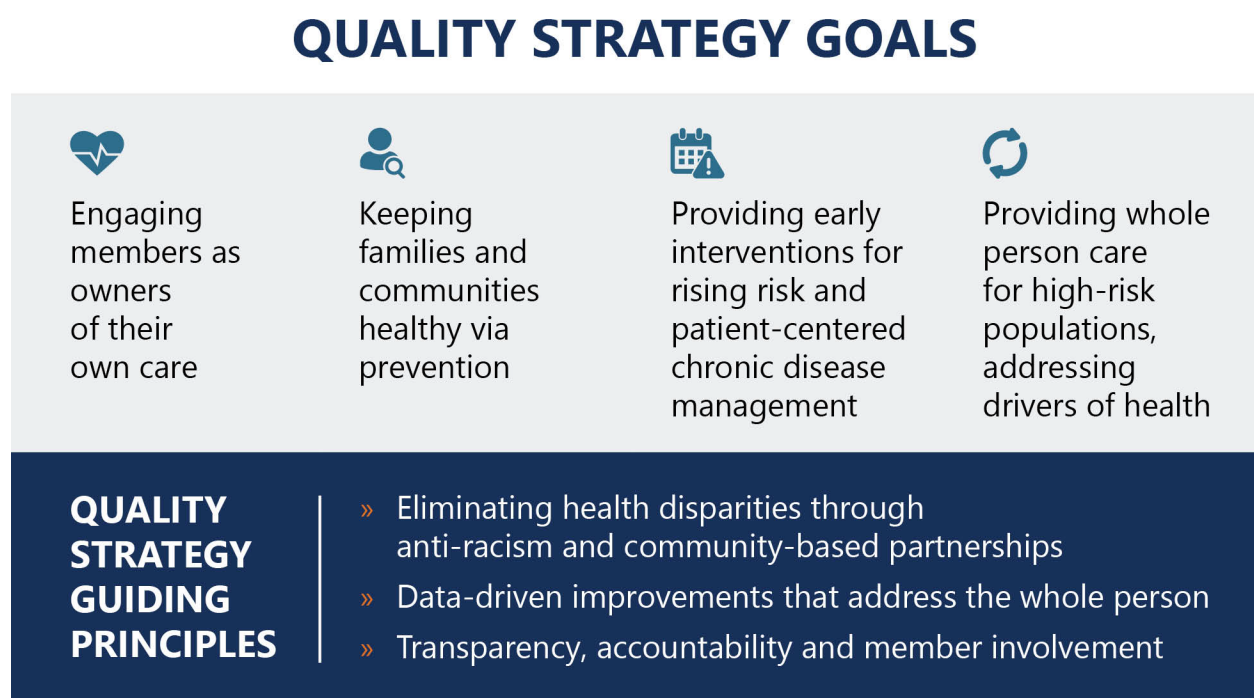 QUALITY STRATEGY GOALS
Engaging
members as
owners
of their
own care
Keeping
families and
communities
healthy via
prevention
Providing early
interventions for
rising risk and
patient-centered
chronic disease
management
Providing whole
person care
for high-risk
populations,
addressing
drivers of health
QUALITY
STRATEGY
GUIDING
PRINCIPLES
» Eliminating health disparities through
anti-racism and community-based partnerships
» Data-driven improvements that address the whole person
» Transparency, accountability and member involvement